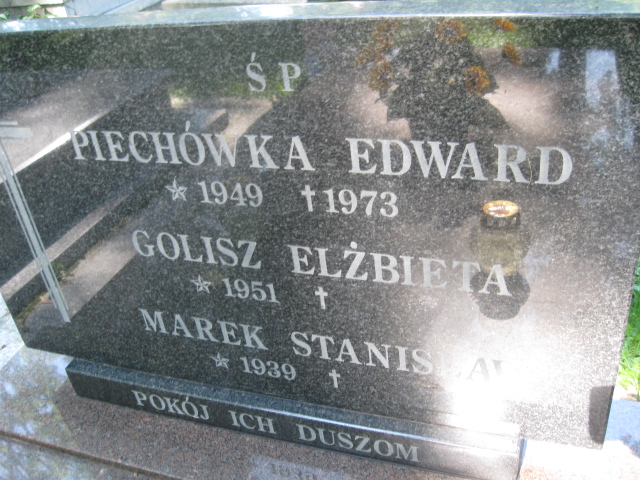 ŚP
PIECHÓWKA EDWARD
☆ 1949 † 1973
GOLISZ ELŻBIETA
☆ 1951 †
MAREK STANISŁAW
☆ 1939 †
POKÓJ ICH DUSZOM